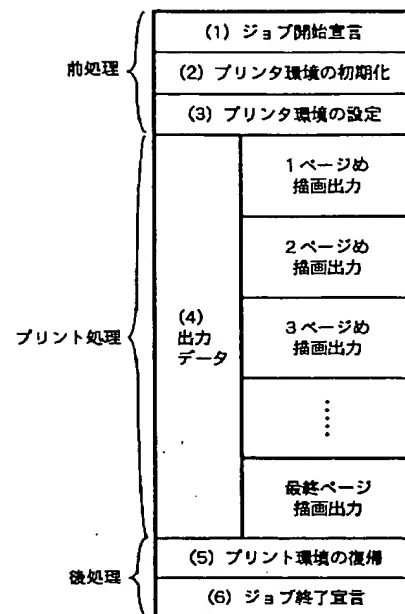 前処理
(1) ジョブ開始宣言
(2) プリンタ環境の初期化
(3) プリンタ環境の設定
プリント処理
(4)
出力
データ
1ページめ
描画出力
2ページめ
描画出力
3ページめ
描画出力
⋮
最終ページ
描画出力
後処理
(5) プリント環境の復帰
(6) ジョブ終了宣言